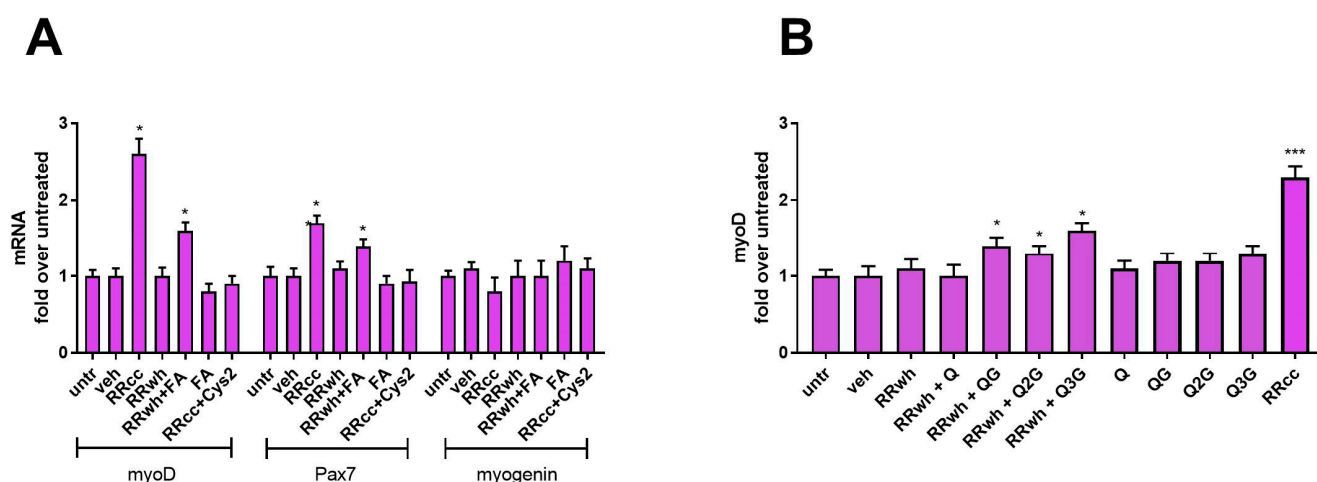 A
mRNA
fold over untreated
3
2
1
0
*
*
*
*
*
untr
veh
RRcc
RRwh
RRwh+FA
FA
RRcc+Cys2
untr
veh
RRcc
RRwh
RRwh+FA
FA
RRcc+Cys2
untr
veh
RRcc
RRwh
RRwh+FA
FA
RRcc+Cys2
myoD
Pax7
myogenin
B
myoD
fold over untreated
3
2
1
0
*
*
*
***
untr
veh
RRwh
RRwh + Q
RRwh + QG
RRwh + Q2G
RRwh + Q3G
Q
QG
Q2G
Q3G
RRcc